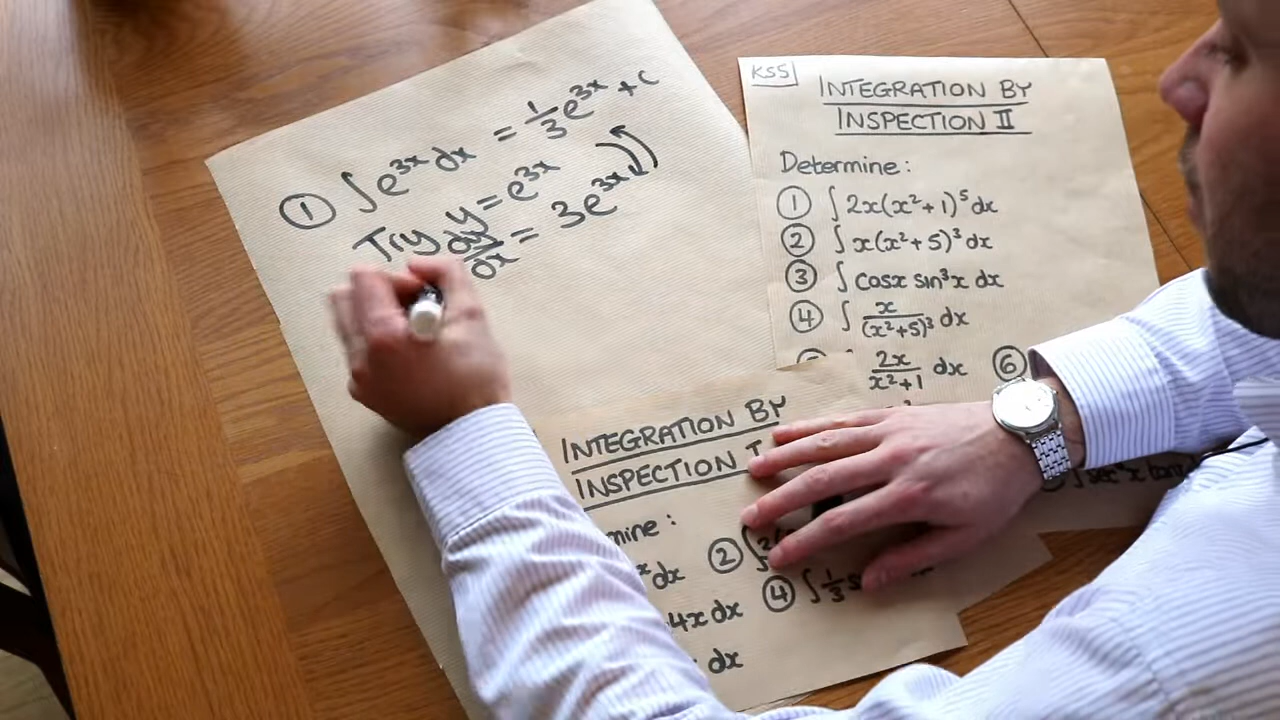 ① ∫e^{3x} dx = 1/3 e^{3x} + c
Try y = e^{3x}
dy/dx = 3e^{3x}
KS5
INTEGRATION BY
INSPECTION II
Determine:
① ∫2x(x²+1)⁵ dx
② ∫x(x²+5)³ dx
③ ∫cosx sin³x dx
④ ∫ x/(x²+5)³ dx
2x/x²+1 dx ⑥
INTEGRATION BY
INSPECTION I
mine:
dx ② ∫
4x dx ④ ∫1/3
dx